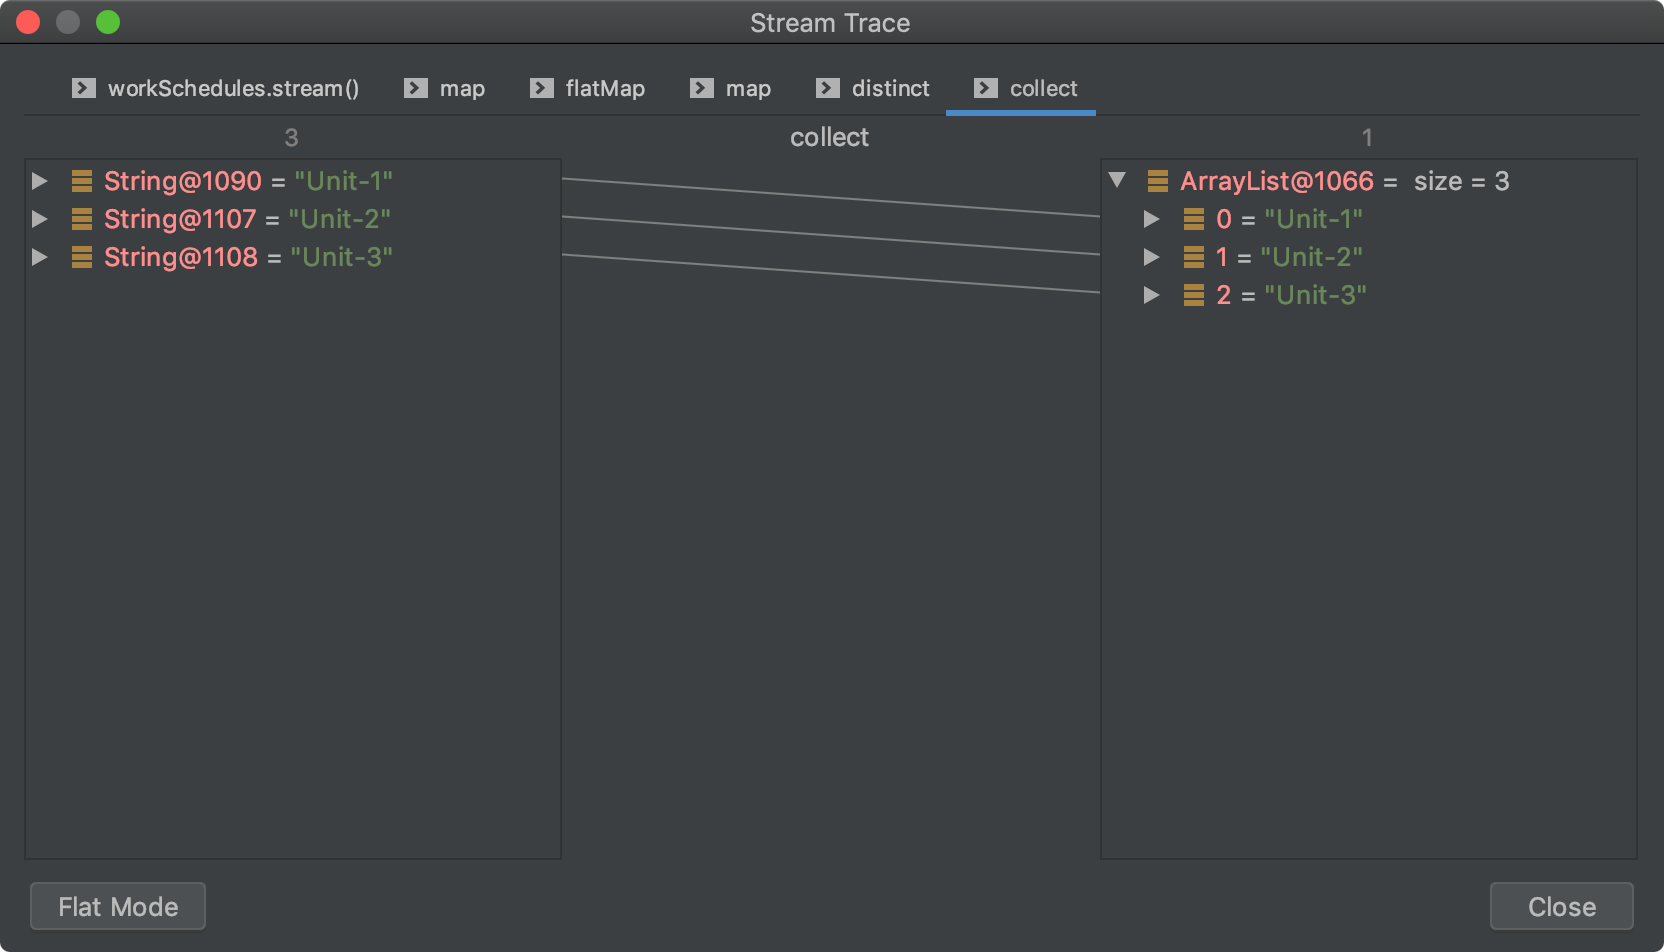 Stream Trace
workSchedules.stream() map flatMap map distinct collect
3 collect 1
String@1090 = "Unit-1"
String@1107 = "Unit-2"
String@1108 = "Unit-3"
ArrayList@1066 = size = 3
0 = "Unit-1"
1 = "Unit-2"
2 = "Unit-3"
Flat Mode Close